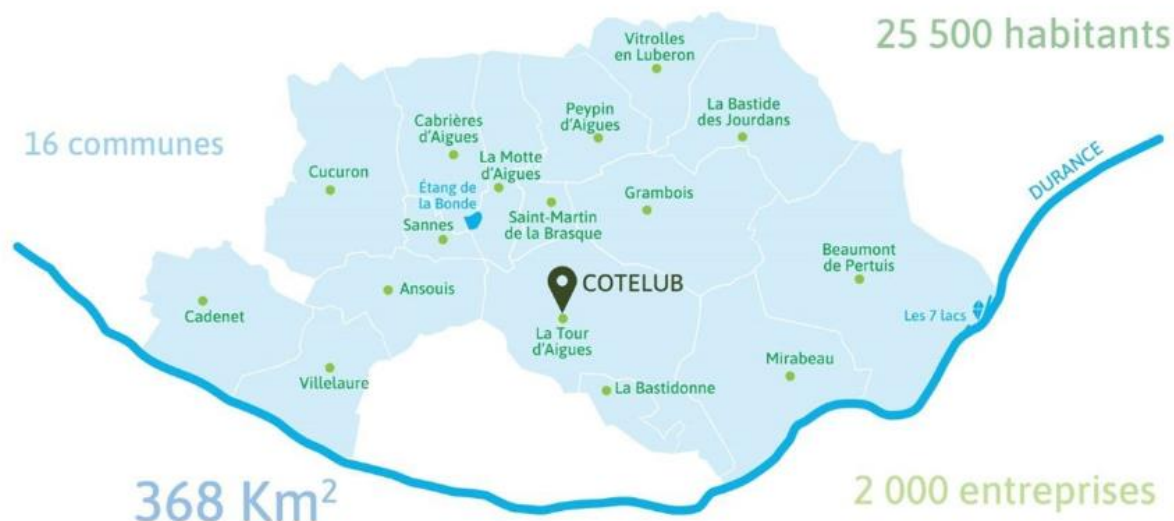 25 500 habitants
Vitrolles
en Luberon
La Bastide
des Jourdans
Peypin
d'Aigues
Cabrières
d'Aigues
16 communes
La Motte
d'Aigues
Cucuron
DURANCE
Étang de
la Bonde
Grambois
Saint-Martin
de la Brasque
Sannes
Beaumont
de Pertuis
COTELUB
Ansouis
Cadenet
Les 7 lacs
La Tour
d'Aigues
Mirabeau
Villelaure
La Bastidonne
368 Km²
2 000 entreprises